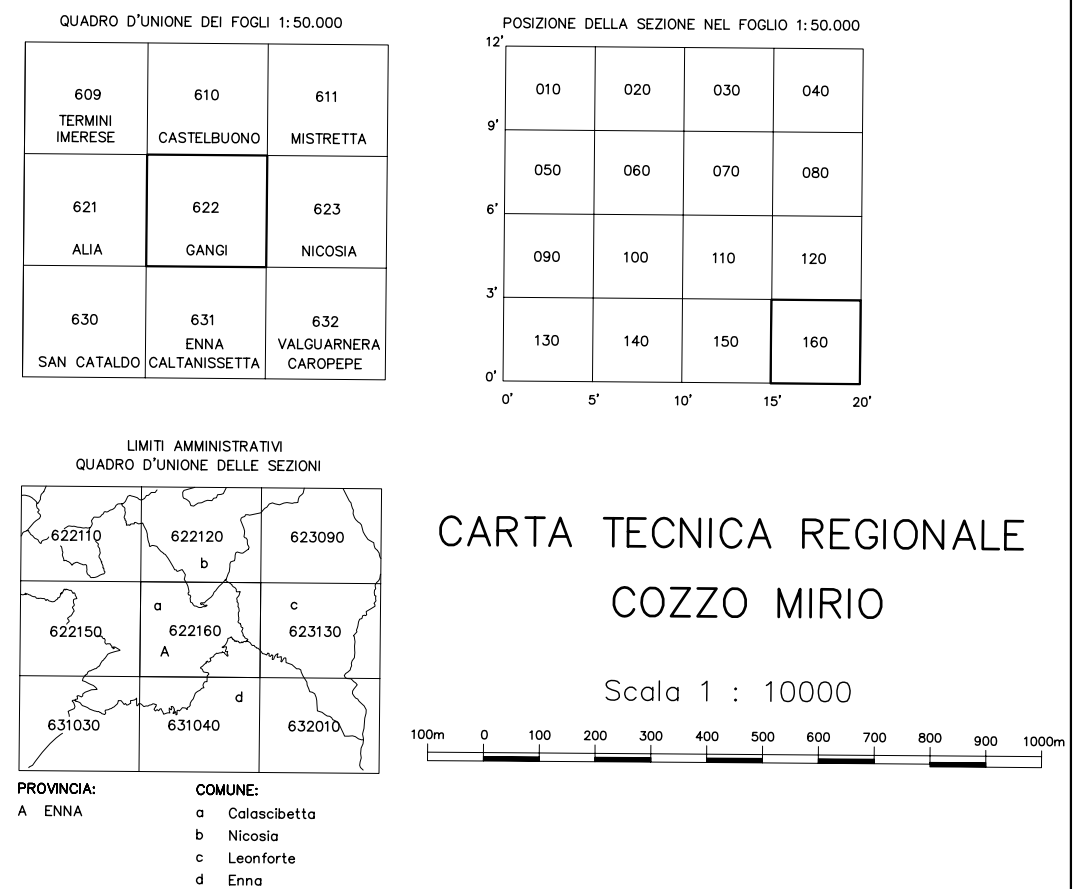 QUADRO D'UNIONE DEI FOGLI 1:50.000
609 610 611
TERMINI
IMERESE CASTELBUONO MISTRETTA
621 622 623
ALIA GANGI NICOSIA
630 631 632
ENNA VALGUARNERA
SAN CATALDO CALTANISSETTA CAROPEPE
POSIZIONE DELLA SEZIONE NEL FOGLIO 1:50.000
12'
010 020 030 040
9'
050 060 070 080
6'
090 100 110 120
3'
130 140 150 160
0'
0' 5' 10' 15' 20'
LIMITI AMMINISTRATIVI
QUADRO D'UNIONE DELLE SEZIONI
622110 622120 623090
b
a c
622150 622160 623130
A
d
631030 631040 632010
PROVINCIA:
A ENNA
COMUNE:
a Calascibetta
b Nicosia
c Leonforte
d Enna
CARTA TECNICA REGIONALE
COZZO MIRIO
Scala 1 : 10000
100m 0 100 200 300 400 500 600 700 800 900 1000m